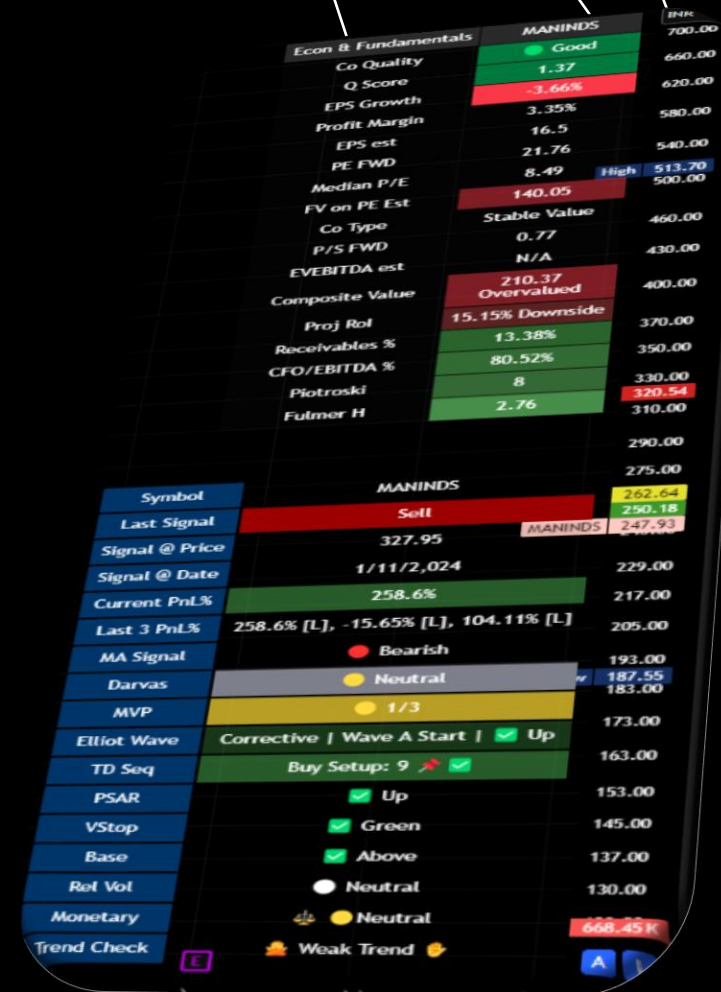 INR
Econ & Fundamentals MANINDS
Co Quality Good
Q Score 1.37
EPS Growth -3.66%
Profit Margin 3.35%
EPS est 16.5
PE FWD 21.76
Median P/E 8.49
FV on PE Est 140.05
Co Type Stable Value
P/S FWD 0.77
EVEBITDA est N/A
Composite Value 210.37 Overvalued
Proj RoI 15.15% Downside
Receivables % 13.38%
CFO/EBITDA % 80.52%
Piotroski 8
Fulmer H 2.76
700.00
660.00
620.00
580.00
540.00
High 513.70
500.00
460.00
430.00
400.00
370.00
350.00
330.00
320.54
310.00
290.00
275.00
262.64
250.18
MANINDS 247.93
229.00
217.00
205.00
193.00
187.55
183.00
173.00
163.00
153.00
145.00
137.00
130.00
668.45K
Symbol MANINDS
Last Signal Sell
Signal @ Price 327.95
Signal @ Date 1/11/2,024
Current PnL% 258.6%
Last 3 PnL% 258.6% [L], -15.65% [L], 104.11% [L]
MA Signal Bearish
Darvas Neutral
MVP 1/3
Elliot Wave Corrective | Wave A Start | ✅ Up
TD Seq Buy Setup: 9 📌 ✅
PSAR ✅ Up
VStop ✅ Green
Base ✅ Above
Rel Vol Neutral
Monetary Neutral
Trend Check Weak Trend
E
A
L